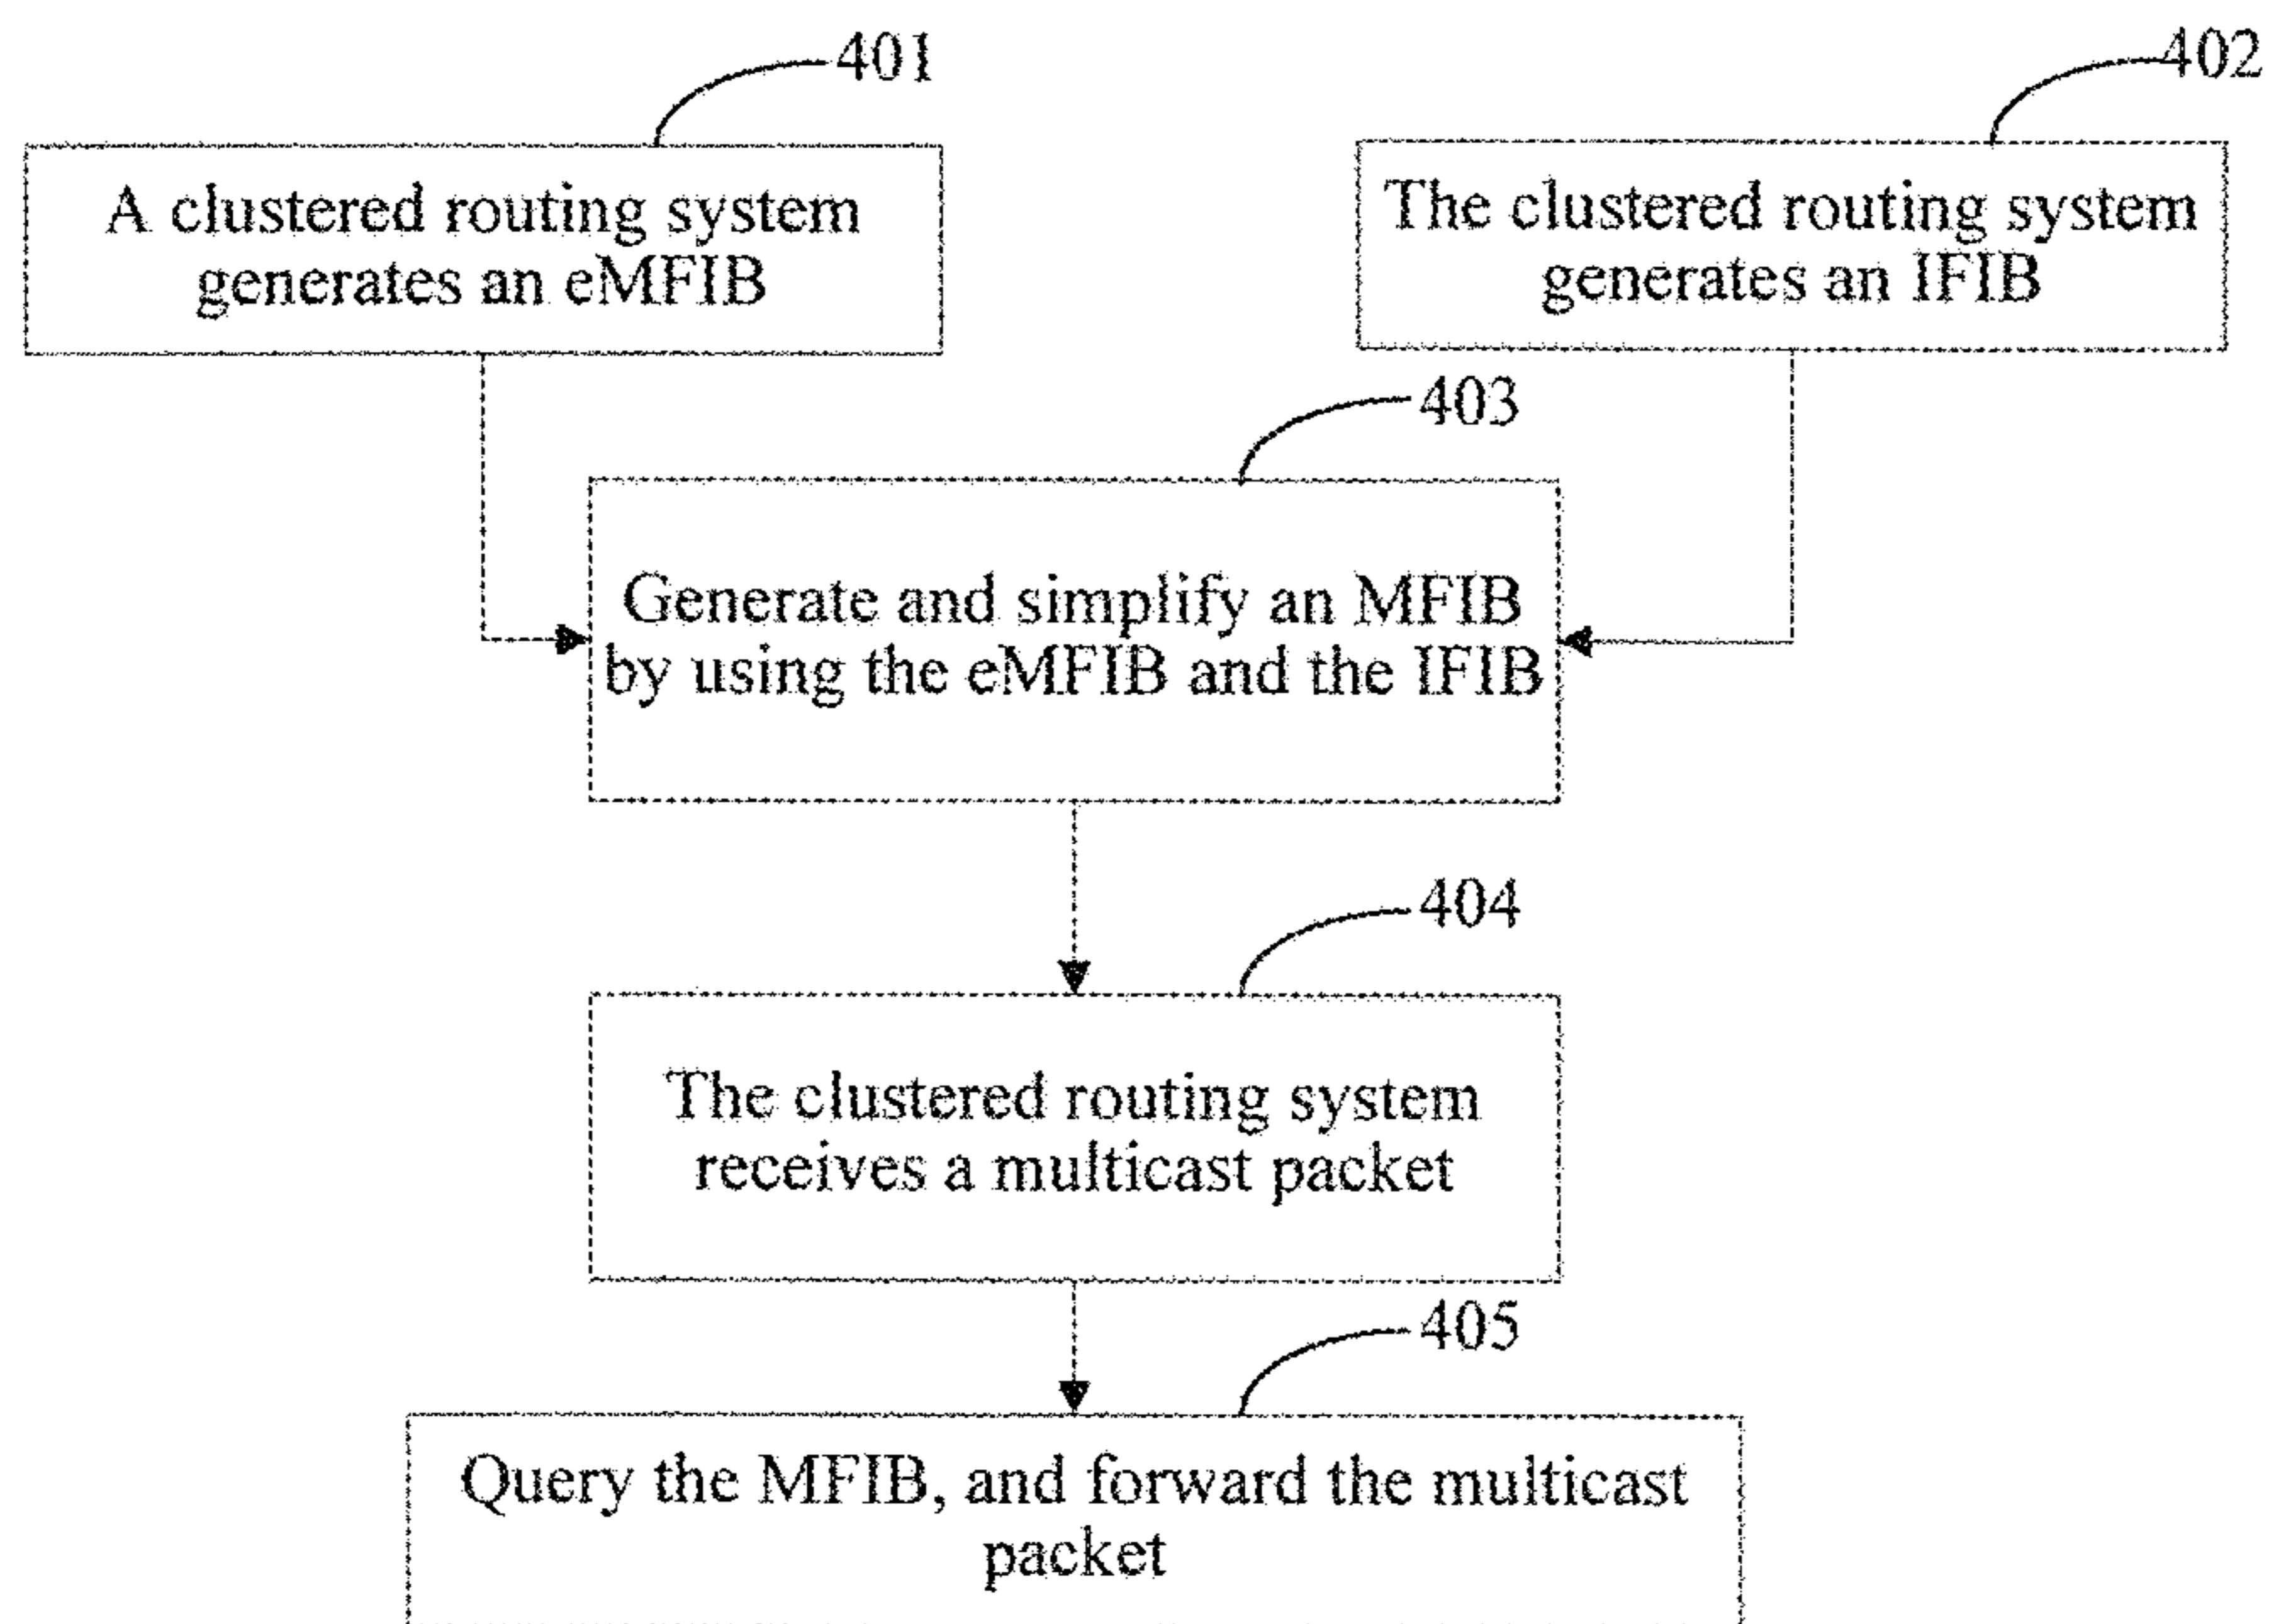 401
402
A clustered routing system
generates an eMFIB
The clustered routing system
generates an IFIB
403
Generate and simplify an MFIB
by using the eMFIB and the IFIB
404
The clustered routing system
receives a multicast packet
405
Query the MFIB, and forward the multicast
packet